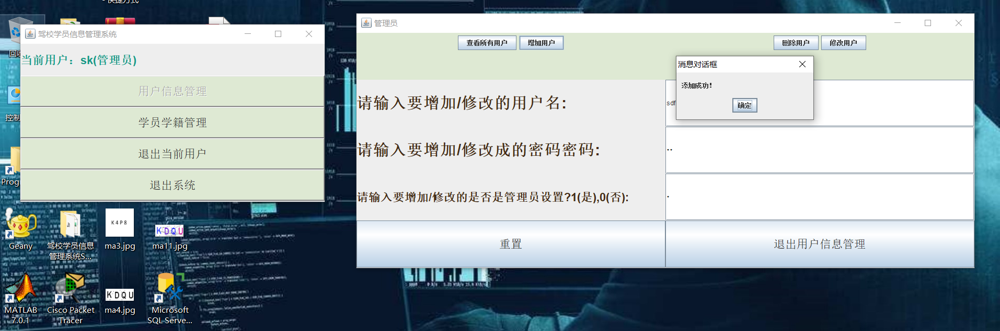 - 快捷方式
驾校学员信息管理系统
当前用户：sk(管理员)
用户信息管理
学员学籍管理
退出当前用户
退出系统
管理员
查看所有用户
增加用户
删除用户
修改用户
消息对话框
添加成功！
确定
请输入要增加/修改的用户名:
sdf
请输入要增加/修改成的密码密码:
请输入要增加/修改的是否是管理员设置?1(是),0(否):
重置
退出用户信息管理
控制
Prog
Geany
驾校学员信息
管理系统S...
K4P8
ma3.jpg
KDQU
ma11.jpg
MATLAB
7.0.1
Cisco Packet
Tracer
KDQU
ma4.jpg
Microsoft
SQL Serve...